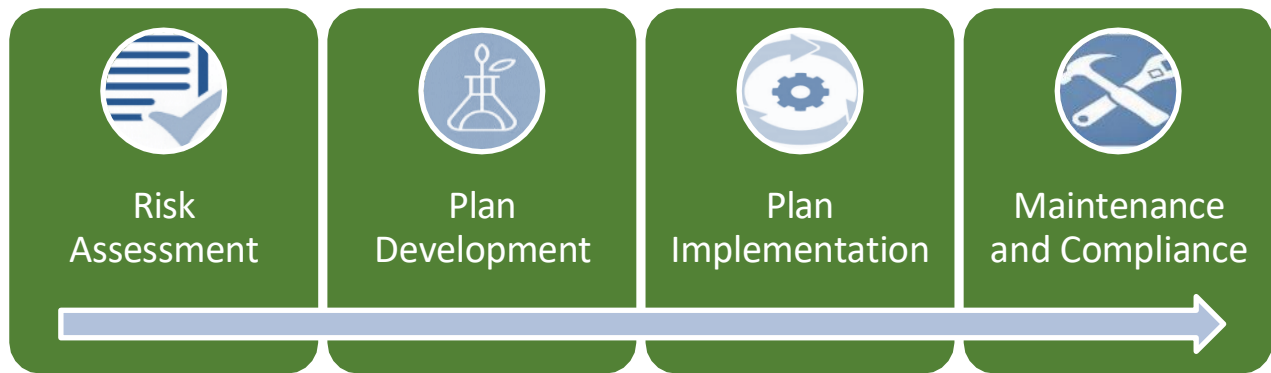 Risk
Assessment
Plan
Development
Plan
Implementation
Maintenance
and Compliance